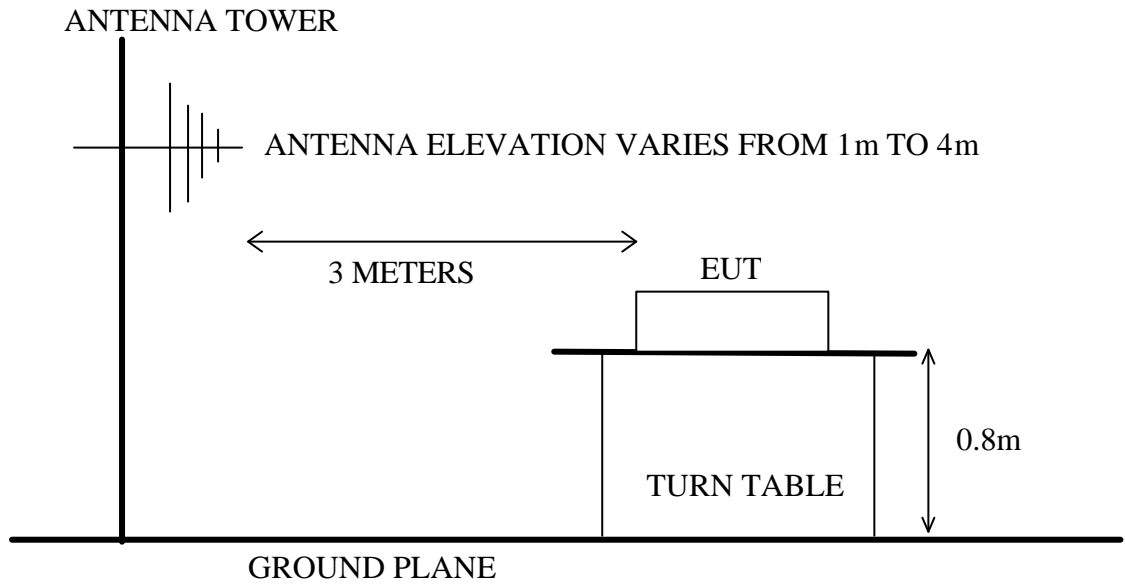 ANTENNA TOWER
ANTENNA ELEVATION VARIES FROM 1m TO 4m
3 METERS
EUT
0.8m
TURN TABLE
GROUND PLANE